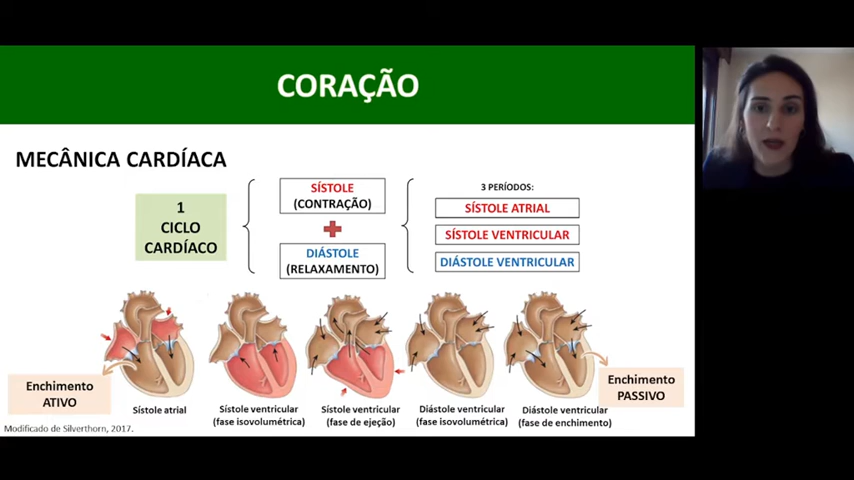 CORAÇÃO
MECÂNICA CARDÍACA
1
CICLO
CARDÍACO
SÍSTOLE
(CONTRAÇÃO)
DIÁSTOLE
(RELAXAMENTO)
3 PERÍODOS:
SÍSTOLE ATRIAL
SÍSTOLE VENTRICULAR
DIÁSTOLE VENTRICULAR
Enchimento
ATIVO
Sístole atrial
Sístole ventricular
(fase isovolumétrica)
Sístole ventricular
(fase de ejeção)
Diástole ventricular
(fase isovolumétrica)
Diástole ventricular
(fase de enchimento)
Enchimento
PASSIVO
Modificado de Silverthorn, 2017.